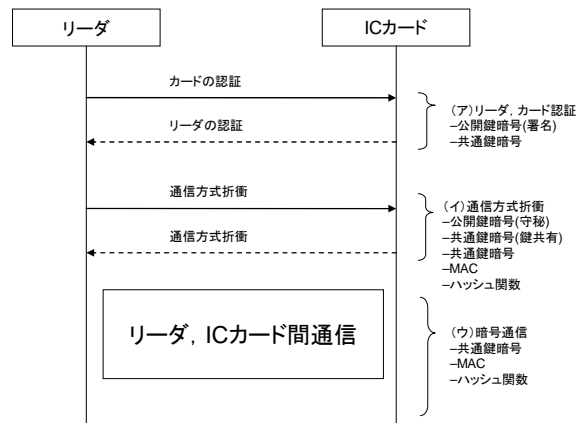 リーダ
ICカード
カードの認証
リーダの認証
(ア)リーダ, カード認証
–公開鍵暗号(署名)
–共通鍵暗号
通信方式折衝
通信方式折衝
(イ)通信方式折衝
–公開鍵暗号(守秘)
–共通鍵暗号(鍵共有)
–共通鍵暗号
–MAC
–ハッシュ関数
リーダ, ICカード間通信
(ウ)暗号通信
–共通鍵暗号
–MAC
–ハッシュ関数